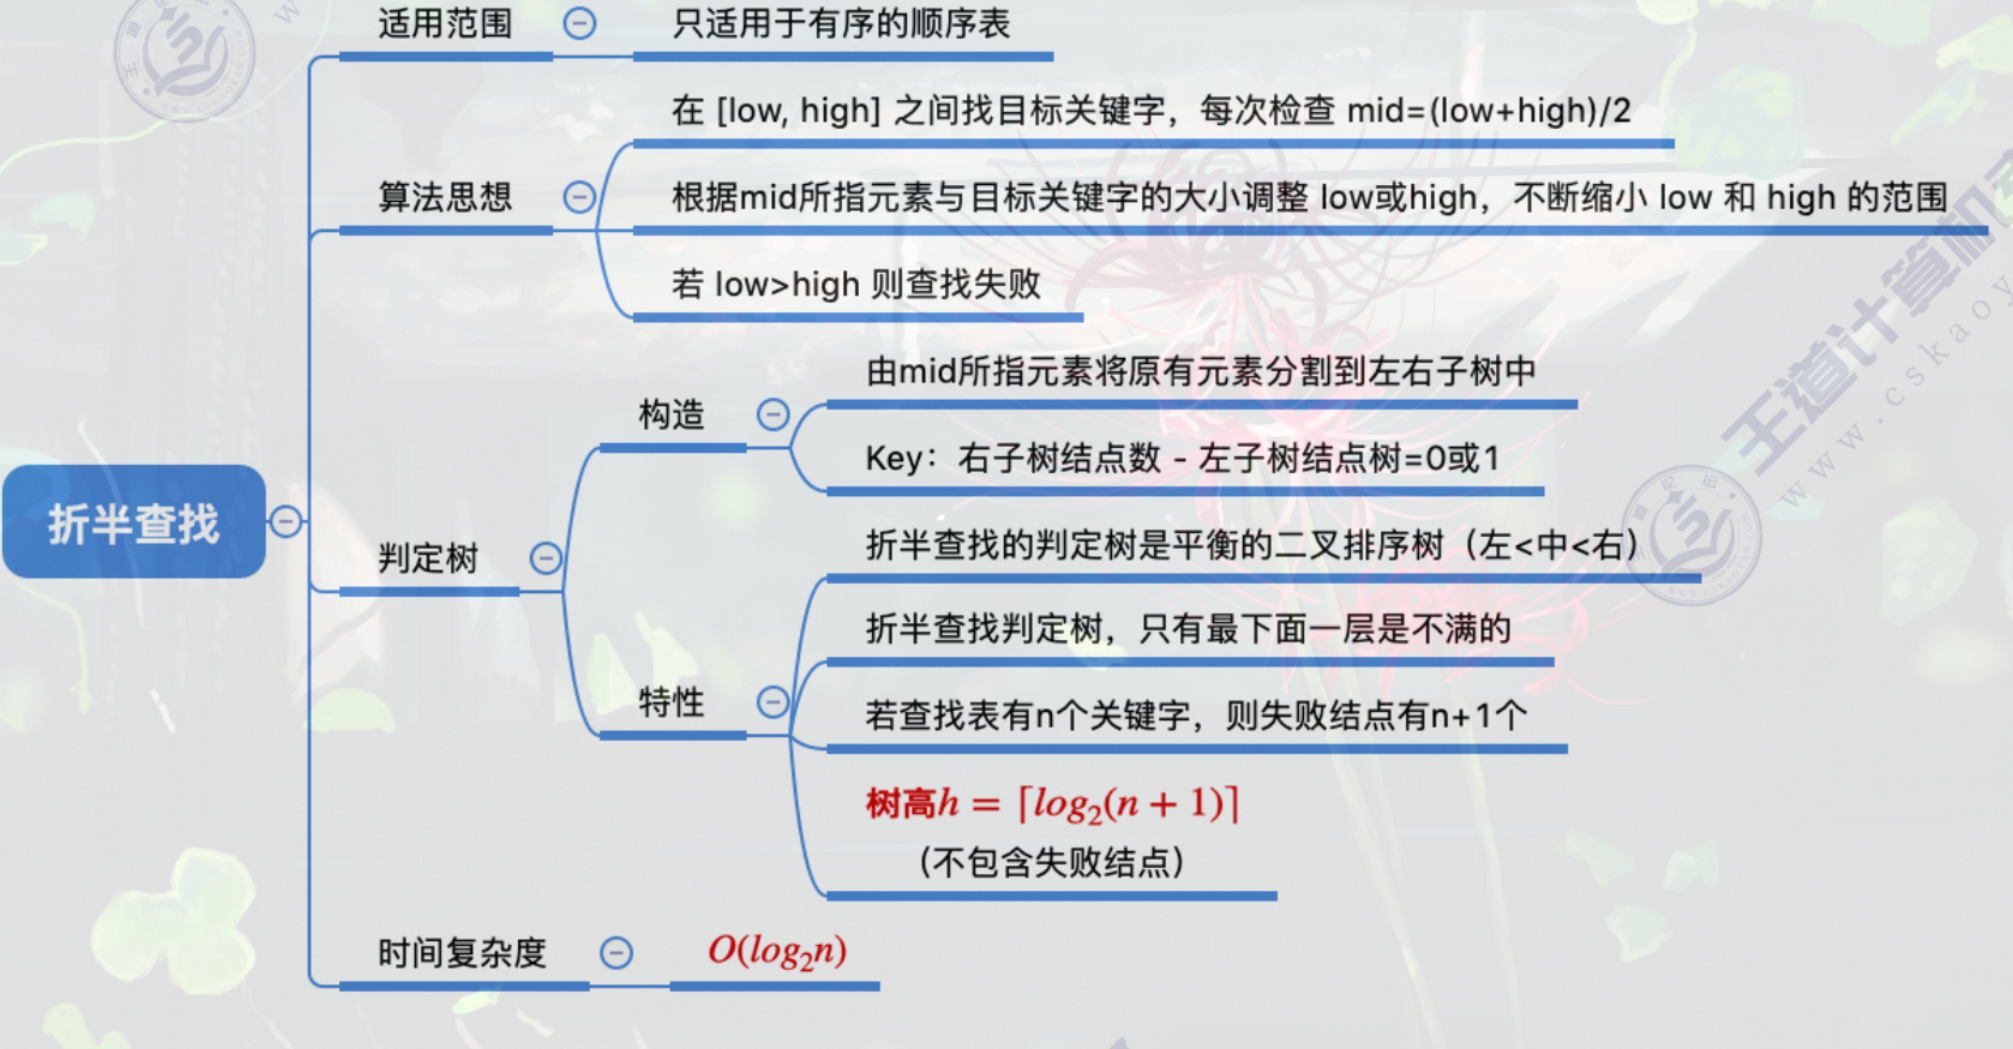 适用范围
只适用于有序的顺序表
在 [low, high] 之间找目标关键字，每次检查 mid=(low+high)/2
算法思想
根据mid所指元素与目标关键字的大小调整 low或high，不断缩小 low 和 high 的范围
若 low>high 则查找失败
由mid所指元素将原有元素分割到左右子树中
构造
Key：右子树结点数 - 左子树结点树=0或1
折半查找
折半查找的判定树是平衡的二叉排序树（左<中<右）
判定树
折半查找判定树，只有最下面一层是不满的
特性
若查找表有n个关键字，则失败结点有n+1个
树高h = ⌈log₂(n + 1)⌉
（不包含失败结点）
时间复杂度
O(log₂n)
王道计算机
www.cskaoy